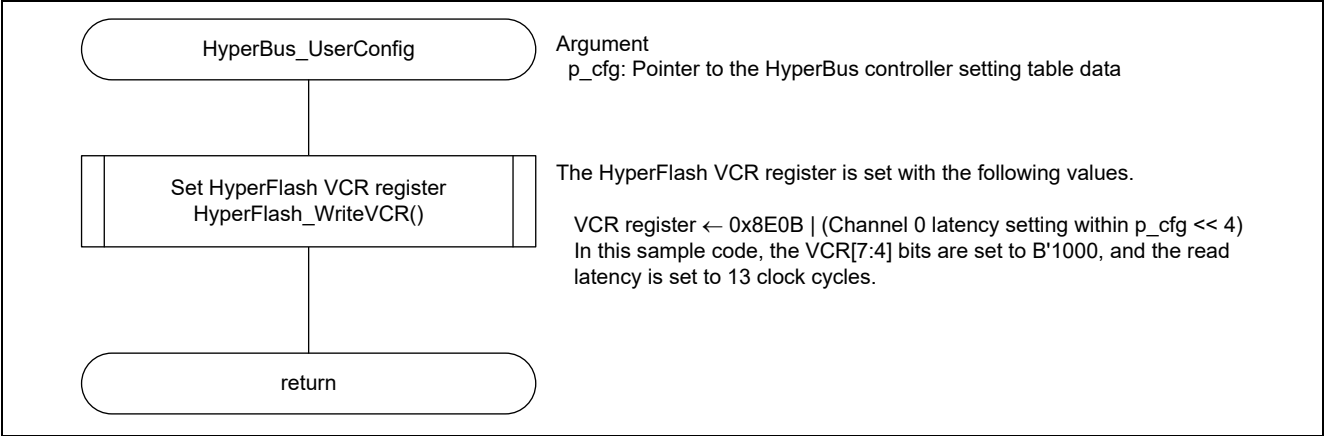 HyperBus_UserConfig
Argument
p_cfg: Pointer to the HyperBus controller setting table data
Set HyperFlash VCR register
HyperFlash_WriteVCR()
The HyperFlash VCR register is set with the following values.
VCR register ← 0x8E0B | (Channel 0 latency setting within p_cfg << 4)
In this sample code, the VCR[7:4] bits are set to B'1000, and the read
latency is set to 13 clock cycles.
return